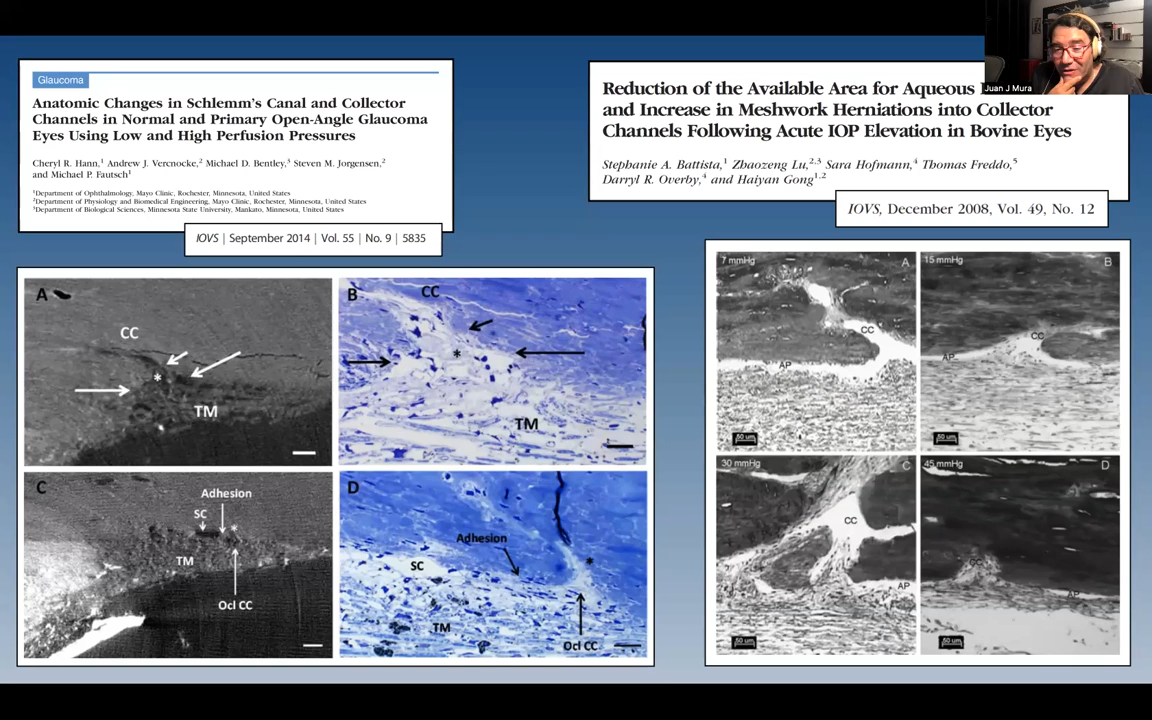 Glaucoma
Anatomic Changes in Schlemm's Canal and Collector
Channels in Normal and Primary Open-Angle Glaucoma
Eyes Using Low and High Perfusion Pressures
Cheryl R. Hann,1 Andrew J. Vercnocke,2 Michael D. Bentley,3 Steven M. Jorgensen,2
and Michael P. Fautsch1
1Department of Ophthalmology, Mayo Clinic, Rochester, Minnesota, United States
2Department of Physiology and Biomedical Engineering, Mayo Clinic, Rochester, Minnesota, United States
3Department of Biological Sciences, Minnesota State University, Mankato, Minnesota, United States
IOVS | September 2014 | Vol. 55 | No. 9 | 5835
Reduction of the Available Area for Aqueous
and Increase in Meshwork Herniations into Collector
Channels Following Acute IOP Elevation in Bovine Eyes
Stephanie A. Battista,1 Zhaozeng Lu,2,3 Sara Hofmann,4 Thomas Freddo,5
Darryl R. Overby,4 and Haiyan Gong1,2
IOVS, December 2008, Vol. 49, No. 12
Juan J Mura
A
CC
*
TM
B
CC
*
TM
C
Adhesion
SC
*
TM
Ocl CC
D
Adhesion
*
SC
TM
Ocl CC
7 mmHg
A
CC
AP
50 um
15 mmHg
B
CC
AP
50 um
30 mmHg
C
CC
AP
50 um
45 mmHg
D
CC
AP
50 um